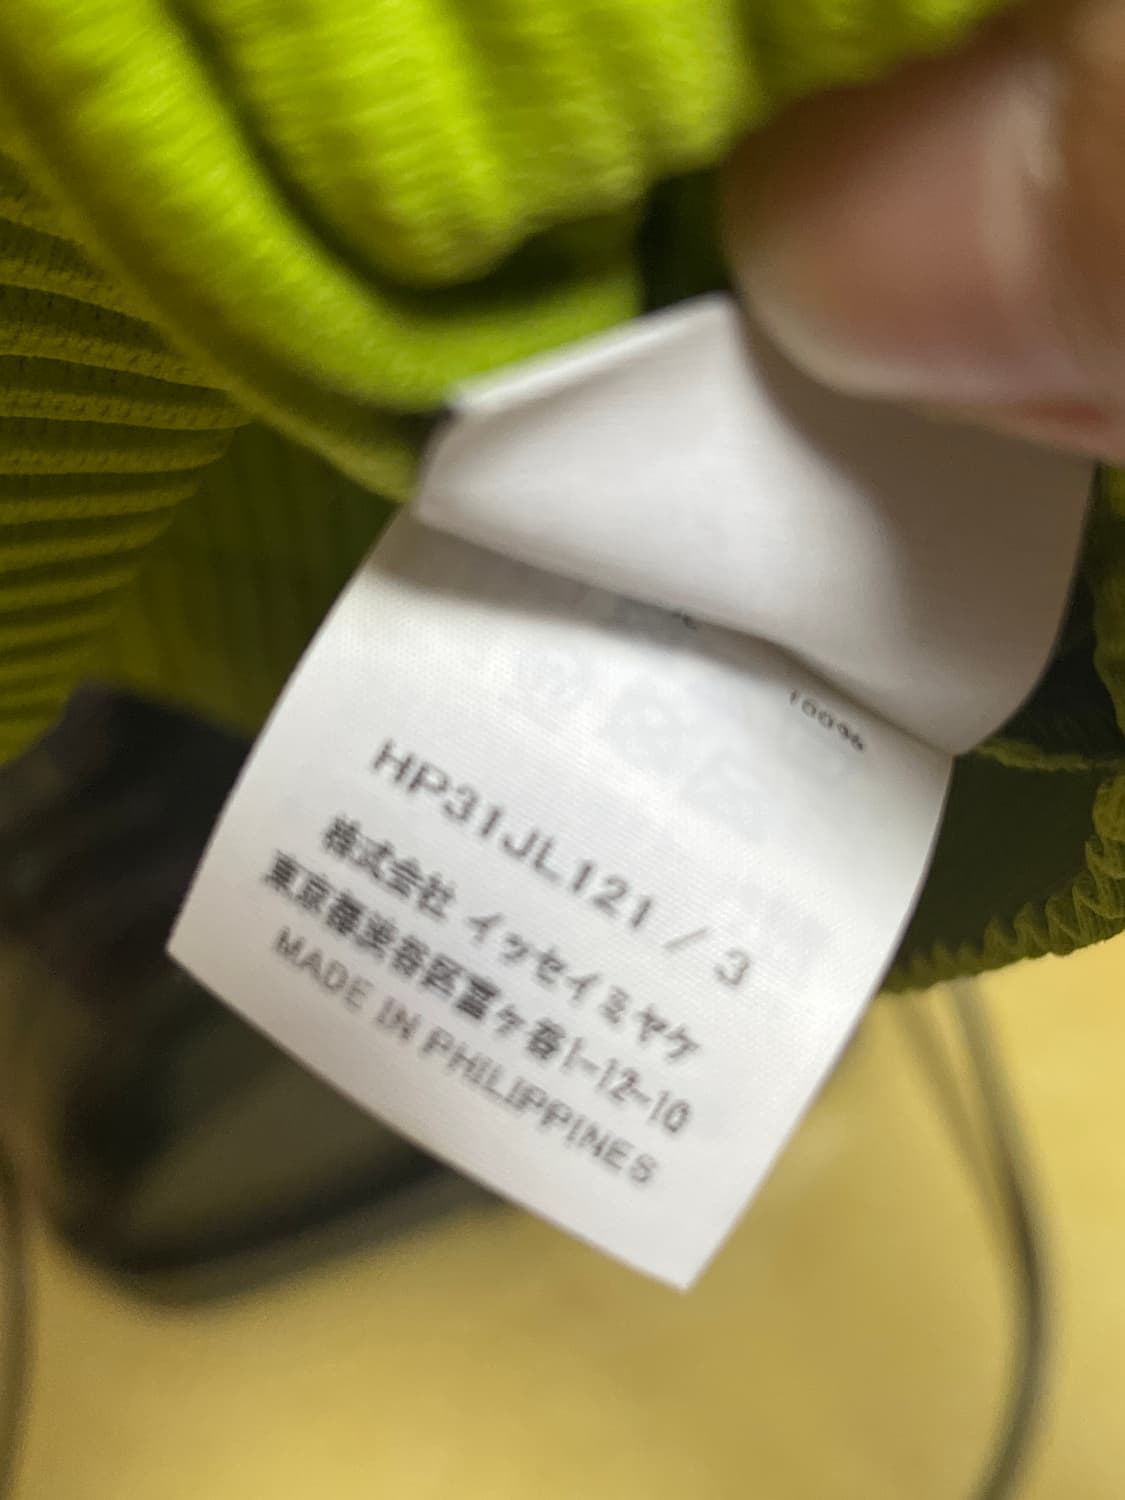 10096
HP31JL121 / 3
株式会社 イッセイミヤケ
東京都渋谷区富ヶ谷1-12-10
MADE IN PHILIPPINES